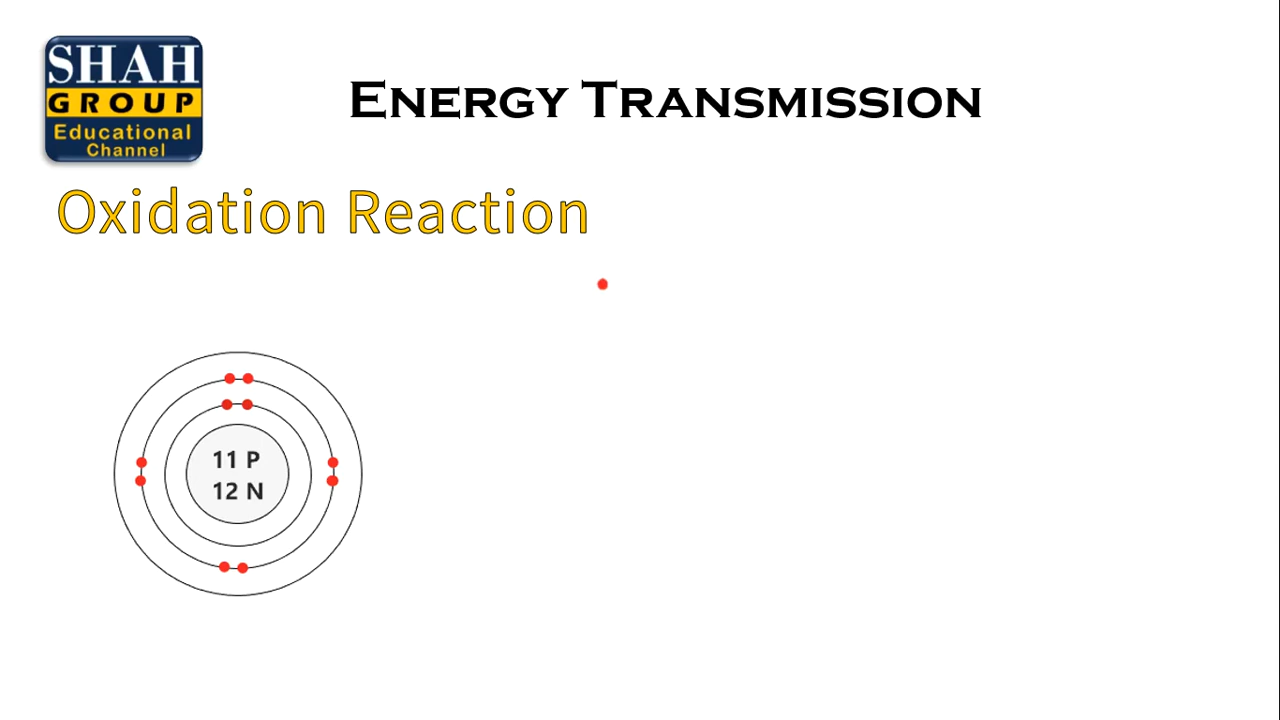 SHAH
GROUP
Educational
Channel
Energy Transmission
Oxidation Reaction
11 P
12 N